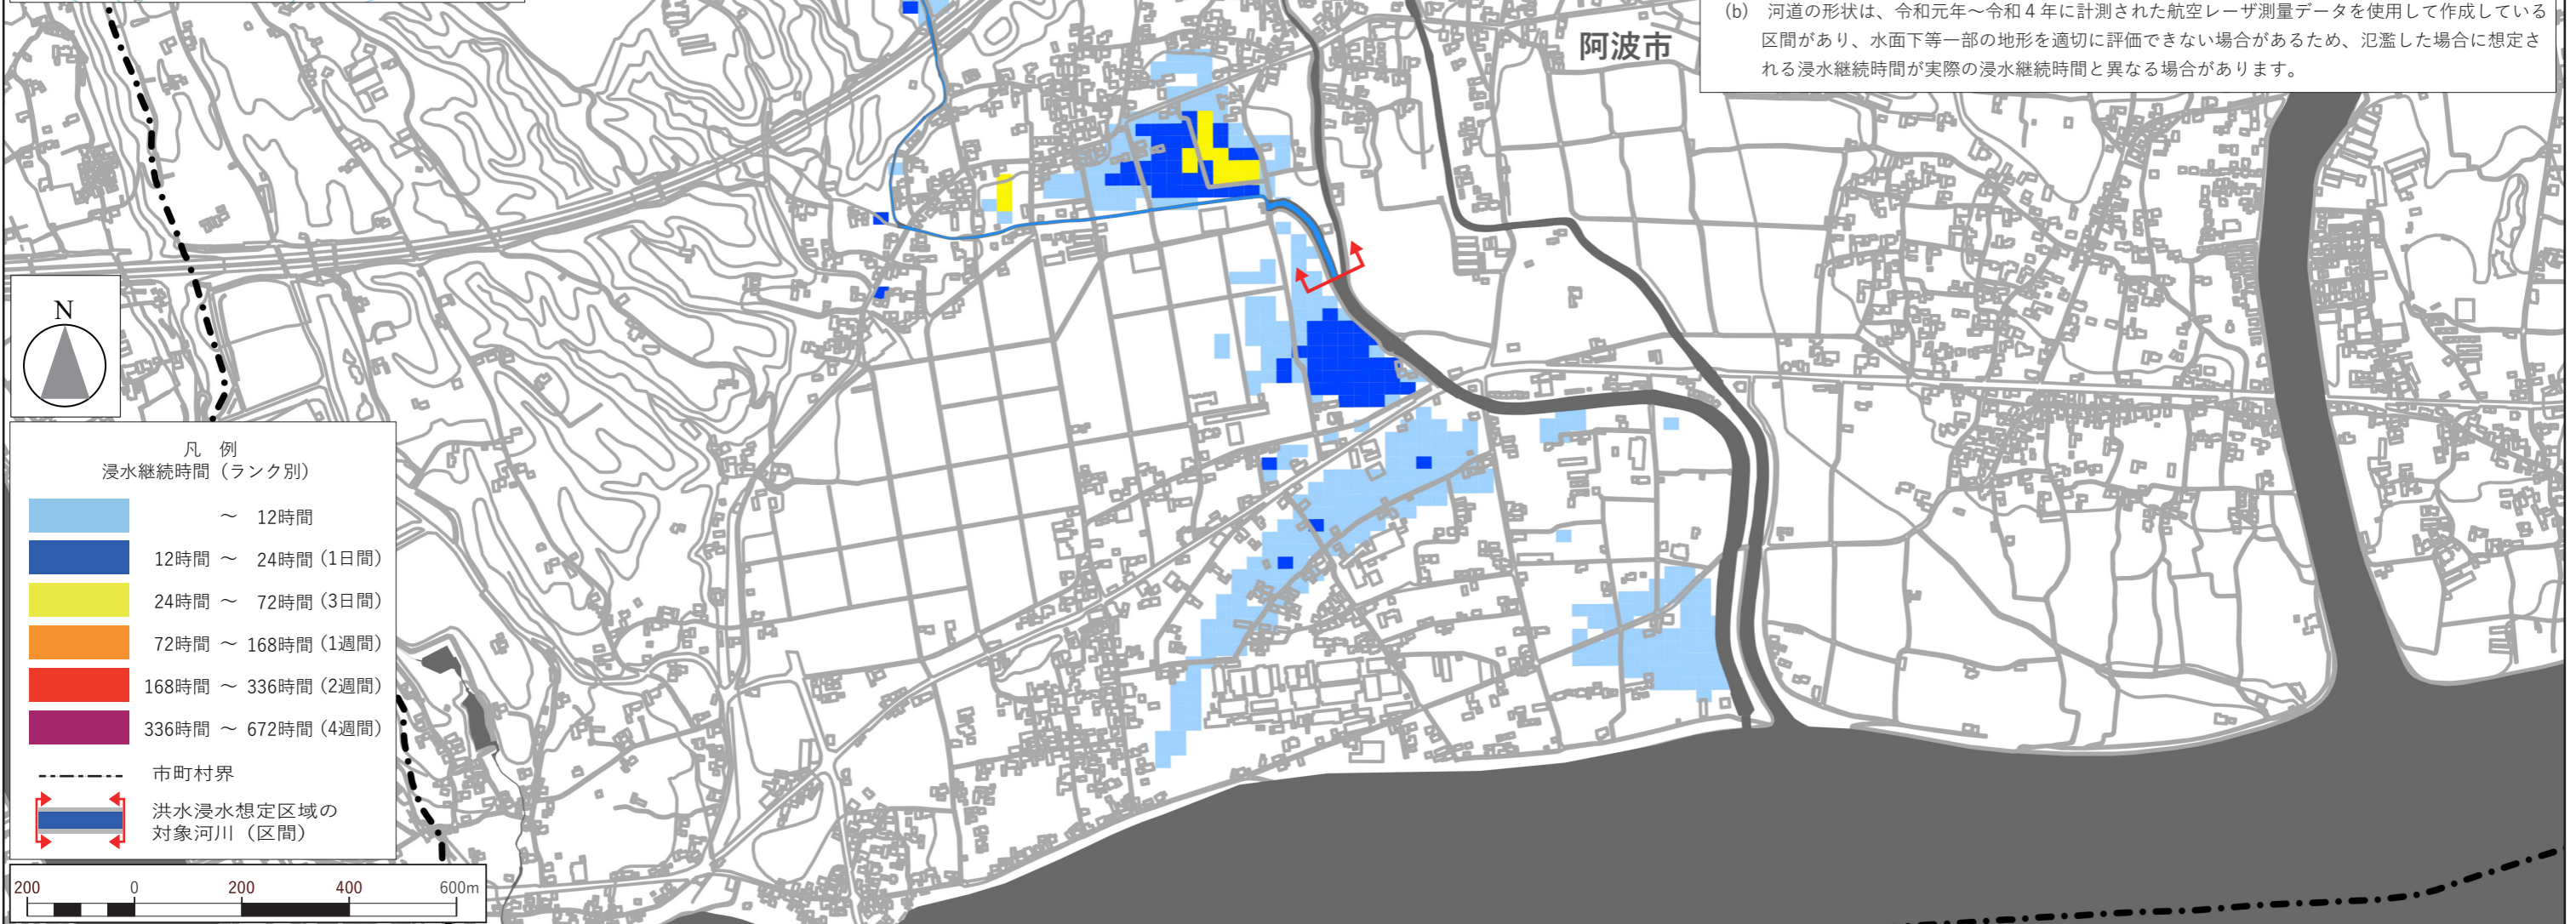 (b) 河道の形状は、令和元年～令和４年に計測された航空レーザ測量データを使用して作成している
区間があり、水面下等一部の地形を適切に評価できない場合があるため、氾濫した場合に想定さ
れる浸水継続時間が実際の浸水継続時間と異なる場合があります。
阿波市
N
凡 例
浸水継続時間（ランク別）
～ 12時間
12時間 ～ 24時間 (1日間)
24時間 ～ 72時間 (3日間)
72時間 ～ 168時間 (1週間)
168時間 ～ 336時間 (2週間)
336時間 ～ 672時間 (4週間)
市町村界
洪水浸水想定区域の
対象河川（区間）
200 0 200 400 600m